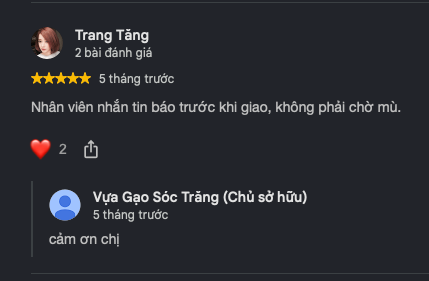 Trang Tăng
2 bài đánh giá
5 tháng trước
Nhân viên nhắn tin báo trước khi giao, không phải chờ mù.
2
Vựa Gạo Sóc Trăng (Chủ sở hữu)
5 tháng trước
cảm ơn chị